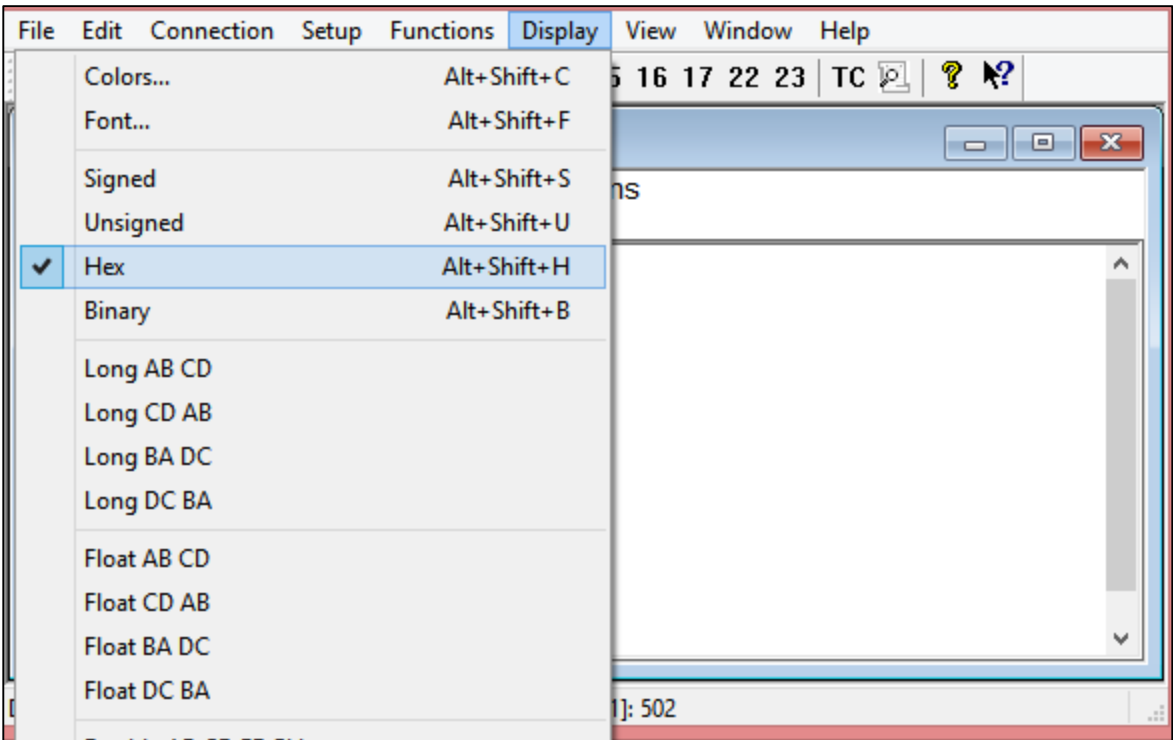 File Edit Connection Setup Functions Display View Window Help
16 17 22 23 TC
Colors... Alt+Shift+C
Font... Alt+Shift+F
Signed Alt+Shift+S
Unsigned Alt+Shift+U
Hex Alt+Shift+H
Binary Alt+Shift+B
Long AB CD
Long CD AB
Long BA DC
Long DC BA
Float AB CD
Float CD AB
Float BA DC
Float DC BA
ns
1]: 502